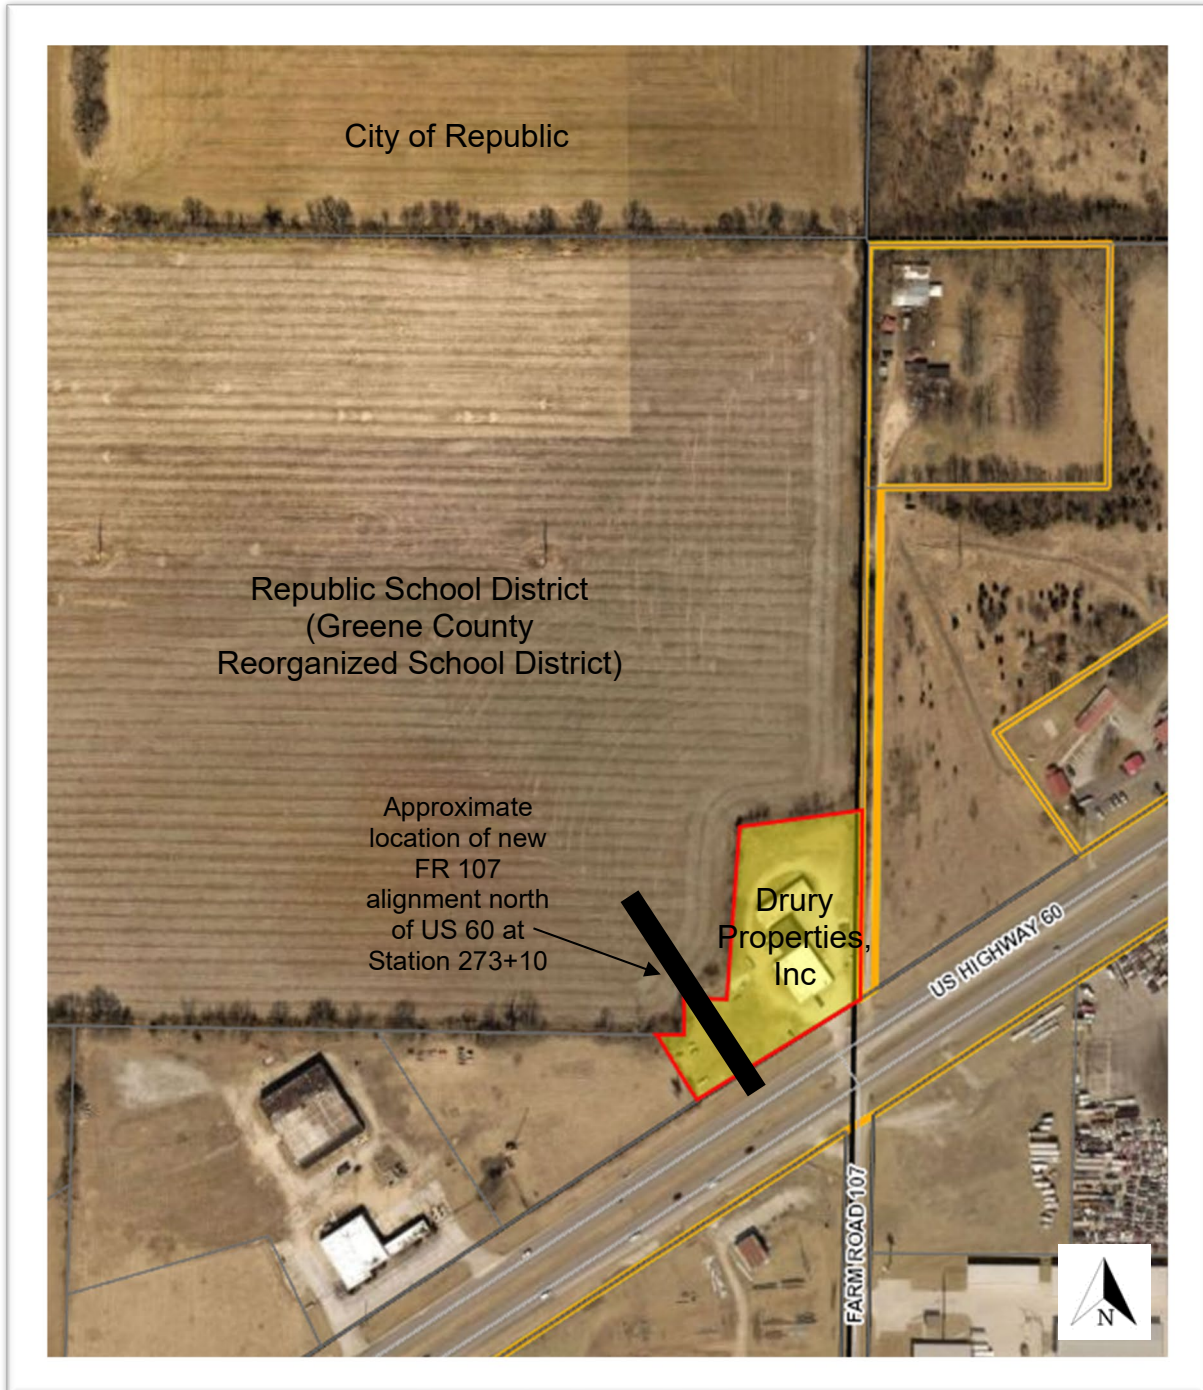 City of Republic
Republic School District
(Greene County
Reorganized School District)
Approximate
location of new
FR 107
alignment north
of US 60 at
Station 273+10
Drury
Properties,
Inc
US HIGHWAY 60
FARM ROAD 107
N